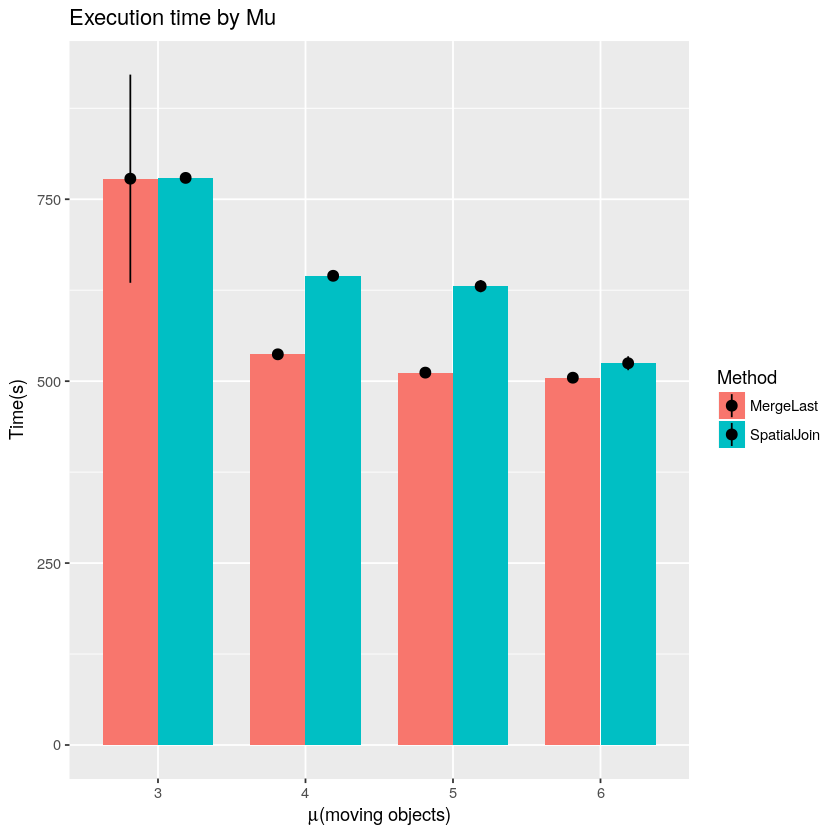 Execution time by Mu
Time(s)
750
500
250
0
3
4
5
6
μ(moving objects)
Method
MergeLast
SpatialJoin